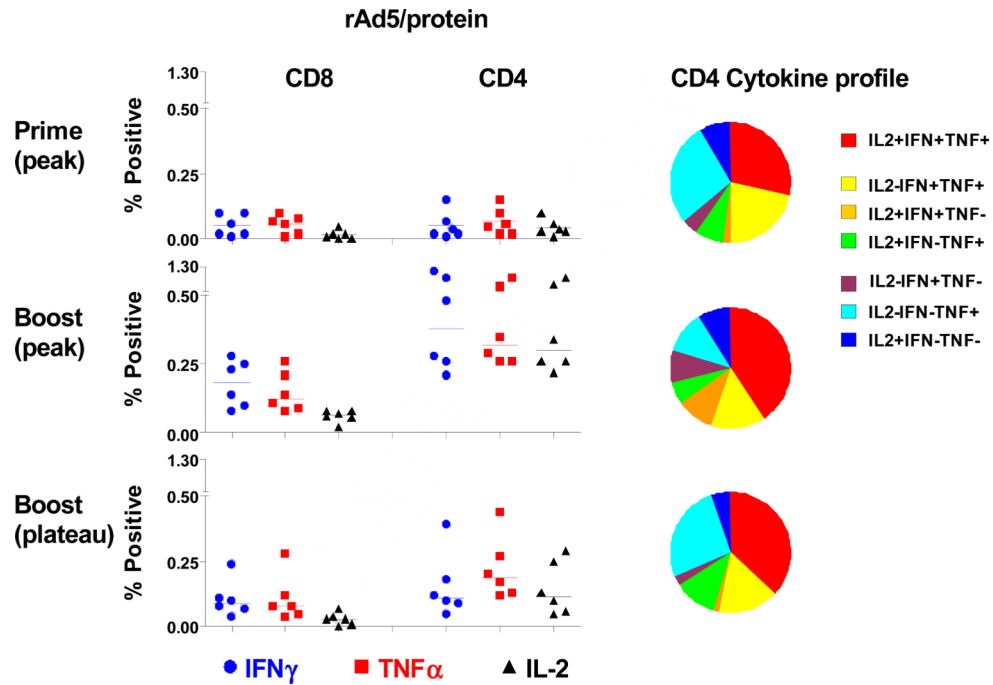 rAd5/protein
CD8
CD4
CD4 Cytokine profile
Prime
(peak)
% Positive
1.30
0.50
0.25
0.00
Boost
(peak)
% Positive
1.30
0.50
0.25
0.00
Boost
(plateau)
% Positive
1.30
0.50
0.25
0.00
IFNγ
TNFα
IL-2
IL2+IFN+TNF+
IL2-IFN+TNF+
IL2+IFN+TNF-
IL2+IFN-TNF+
IL2-IFN+TNF-
IL2-IFN-TNF+
IL2+IFN-TNF-